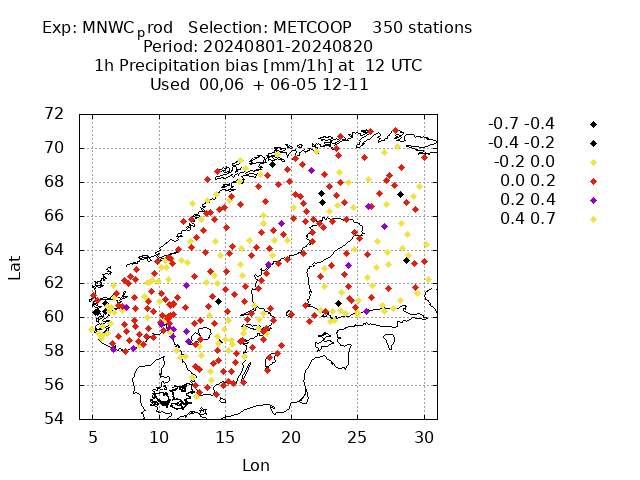 Exp: MNWC_prod Selection: METCOOP 350 stations
Period: 20240801-20240820
1h Precipitation bias [mm/1h] at 12 UTC
Used 00,06 + 06-05 12-11
-0.7 -0.4
-0.4 -0.2
-0.2 0.0
0.0 0.2
0.2 0.4
0.4 0.7
72
70
68
66
64
62
60
58
56
54
Lat
5 10 15 20 25 30
Lon